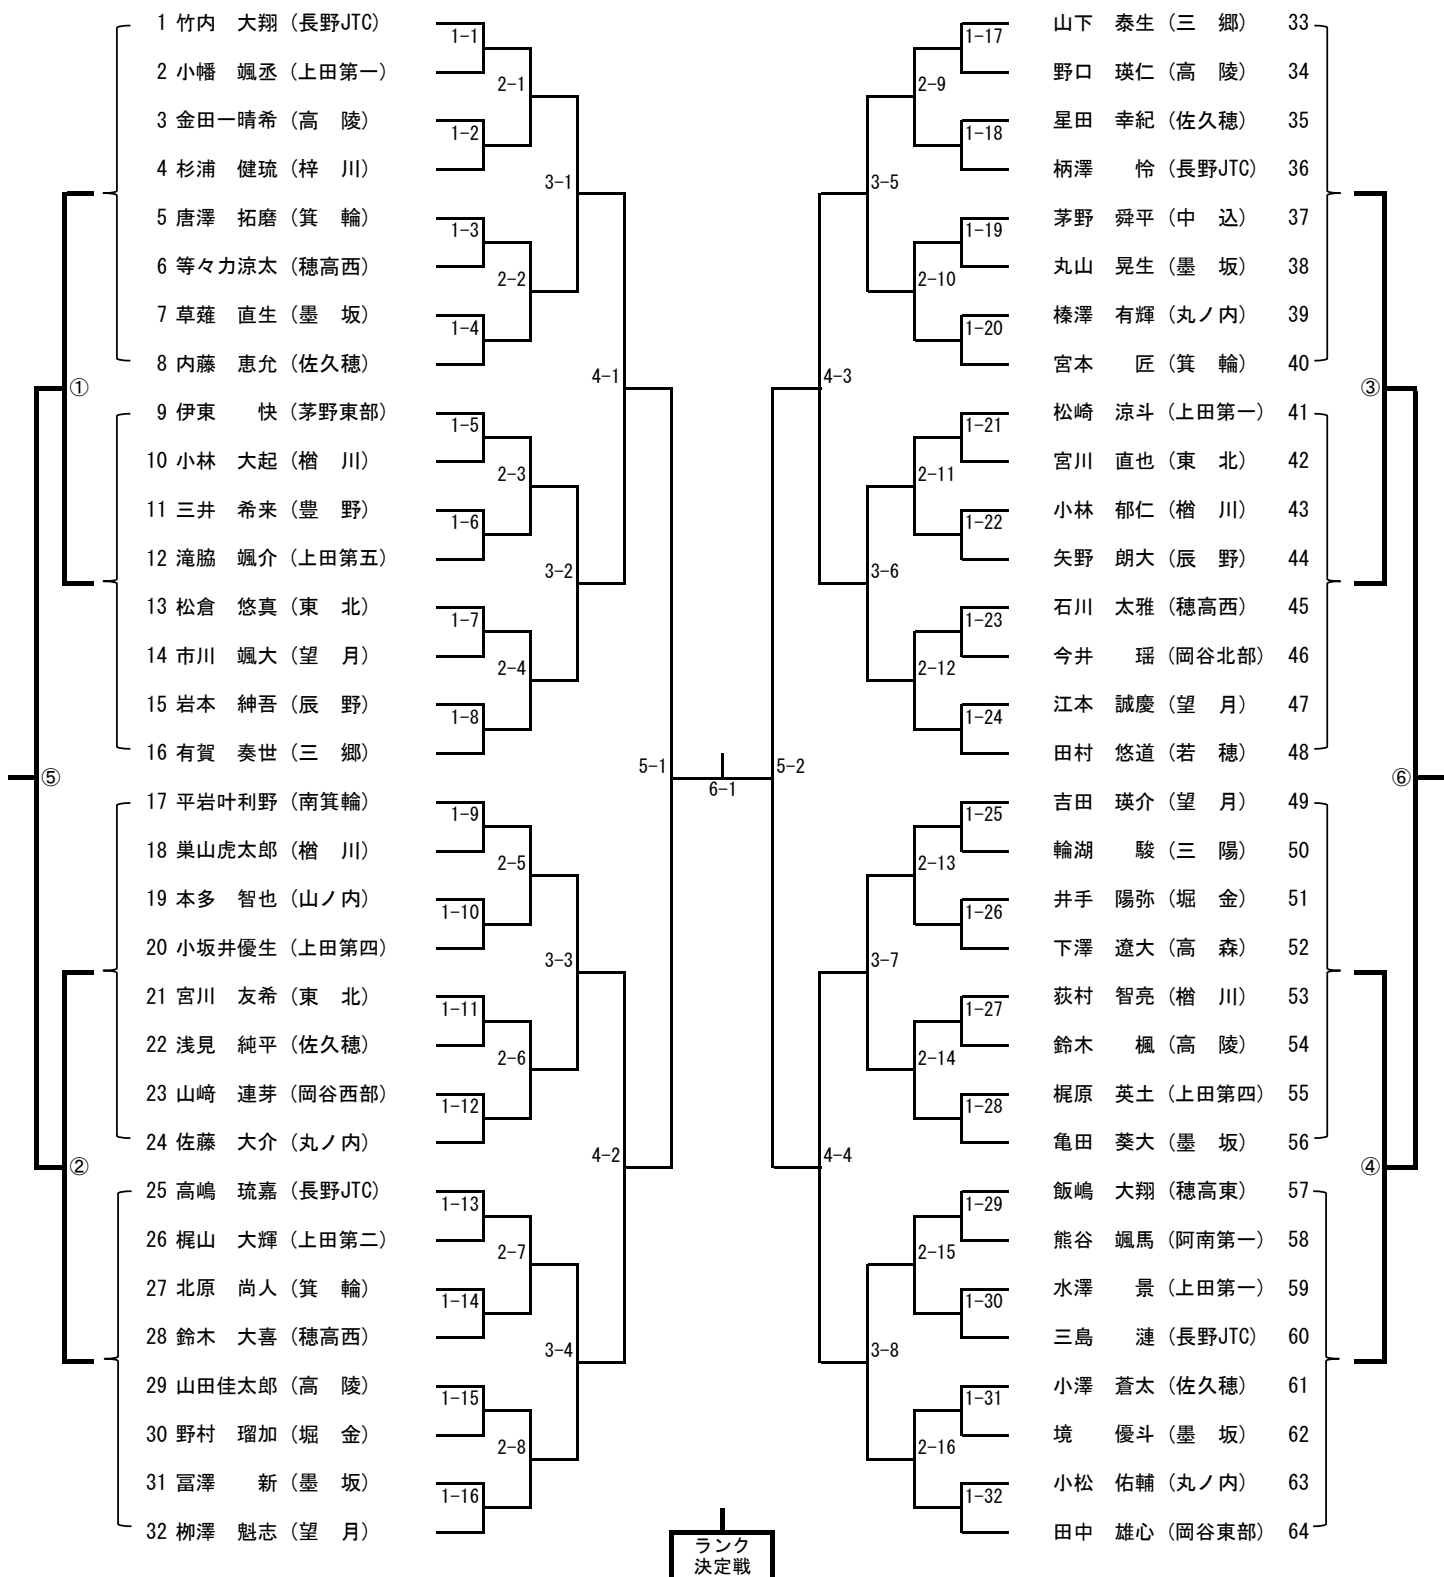 1 竹内　大翔（長野JTC）
2 小幡　颯丞（上田第一）
3 金田一晴希（高　陵）
4 杉浦　健琉（梓　川）
5 唐澤　拓磨（箕　輪）
6 等々力涼太（穂高西）
7 草薙　直生（墨　坂）
8 内藤　恵允（佐久穂）
9 伊東　　快（茅野東部）
10 小林　大起（楢　川）
11 三井　希来（豊　野）
12 滝脇　颯介（上田第五）
13 松倉　悠真（東　北）
14 市川　颯大（望　月）
15 岩本　紳吾（辰　野）
16 有賀　奏世（三　郷）
17 平岩叶利野（南箕輪）
18 巣山虎太郎（楢　川）
19 本多　智也（山ノ内）
20 小坂井優生（上田第四）
21 宮川　友希（東　北）
22 浅見　純平（佐久穂）
23 山﨑　連芽（岡谷西部）
24 佐藤　大介（丸ノ内）
25 高嶋　琉嘉（長野JTC）
26 梶山　大輝（上田第二）
27 北原　尚人（箕　輪）
28 鈴木　大喜（穂高西）
29 山田佳太郎（高　陵）
30 野村　瑠加（堀　金）
31 冨澤　　新（墨　坂）
32 栁澤　魁志（望　月）
①
②
⑤
1-1
1-2
1-3
1-4
1-5
1-6
1-7
1-8
1-9
1-10
1-11
1-12
1-13
1-14
1-15
1-16
2-1
2-2
2-3
2-4
2-5
2-6
2-7
2-8
3-1
3-2
3-3
3-4
4-1
4-2
5-1
6-1
5-2
4-3
4-4
3-5
3-6
3-7
3-8
2-9
2-10
2-11
2-12
2-13
2-14
2-15
2-16
1-17
1-18
1-19
1-20
1-21
1-22
1-23
1-24
1-25
1-26
1-27
1-28
1-29
1-30
1-31
1-32
山下　泰生（三　郷） 33
野口　瑛仁（高　陵） 34
星田　幸紀（佐久穂） 35
柄澤　　怜（長野JTC） 36
茅野　舜平（中　込） 37
丸山　晃生（墨　坂） 38
榛澤　有輝（丸ノ内） 39
宮本　　匠（箕　輪） 40
松崎　涼斗（上田第一） 41
宮川　直也（東　北） 42
小林　郁仁（楢　川） 43
矢野　朗大（辰　野） 44
石川　太雅（穂高西） 45
今井　　瑶（岡谷北部） 46
江本　誠慶（望　月） 47
田村　悠道（若　穂） 48
吉田　瑛介（望　月） 49
輪湖　　駿（三　陽） 50
井手　陽弥（堀　金） 51
下澤　遼大（高　森） 52
荻村　智亮（楢　川） 53
鈴木　　楓（高　陵） 54
梶原　英士（上田第四） 55
亀田　葵大（墨　坂） 56
飯嶋　大翔（穂高東） 57
熊谷　颯馬（阿南第一） 58
水澤　　景（上田第一） 59
三島　　漣（長野JTC） 60
小澤　蒼太（佐久穂） 61
境　　優斗（墨　坂） 62
小松　佑輔（丸ノ内） 63
田中　雄心（岡谷東部） 64
③
④
⑥
ランク
決定戦